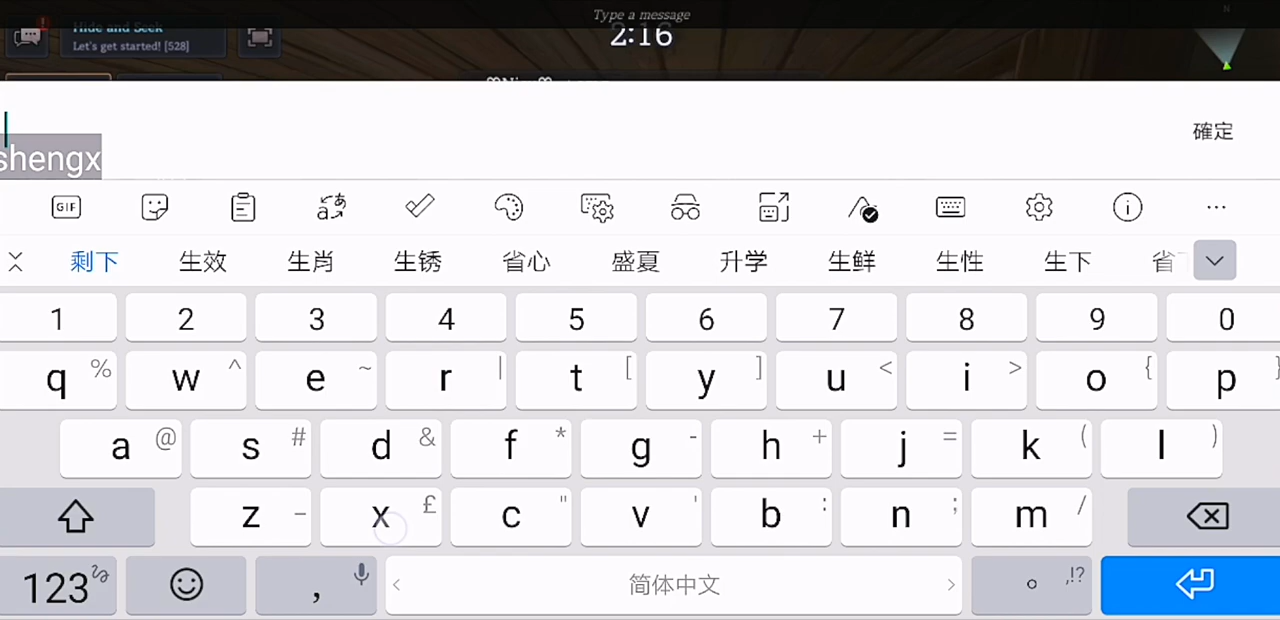 Type a message
Hide and Seek
Let's get started! [528]
2:16
N
確定
shengx
GIF
剩下 生效 生肖 生锈 省心 盛夏 升学 生鲜 生性 生下 省
1 2 3 4 5 6 7 8 9 0
q % w ^ e ~ r | t [ y ] u < i > o { p }
a @ s # d & f * g - h + j = k ( l )
z – x £ c " v ' b : n ; m /
123 , < 简体中文 > 。 ,!?